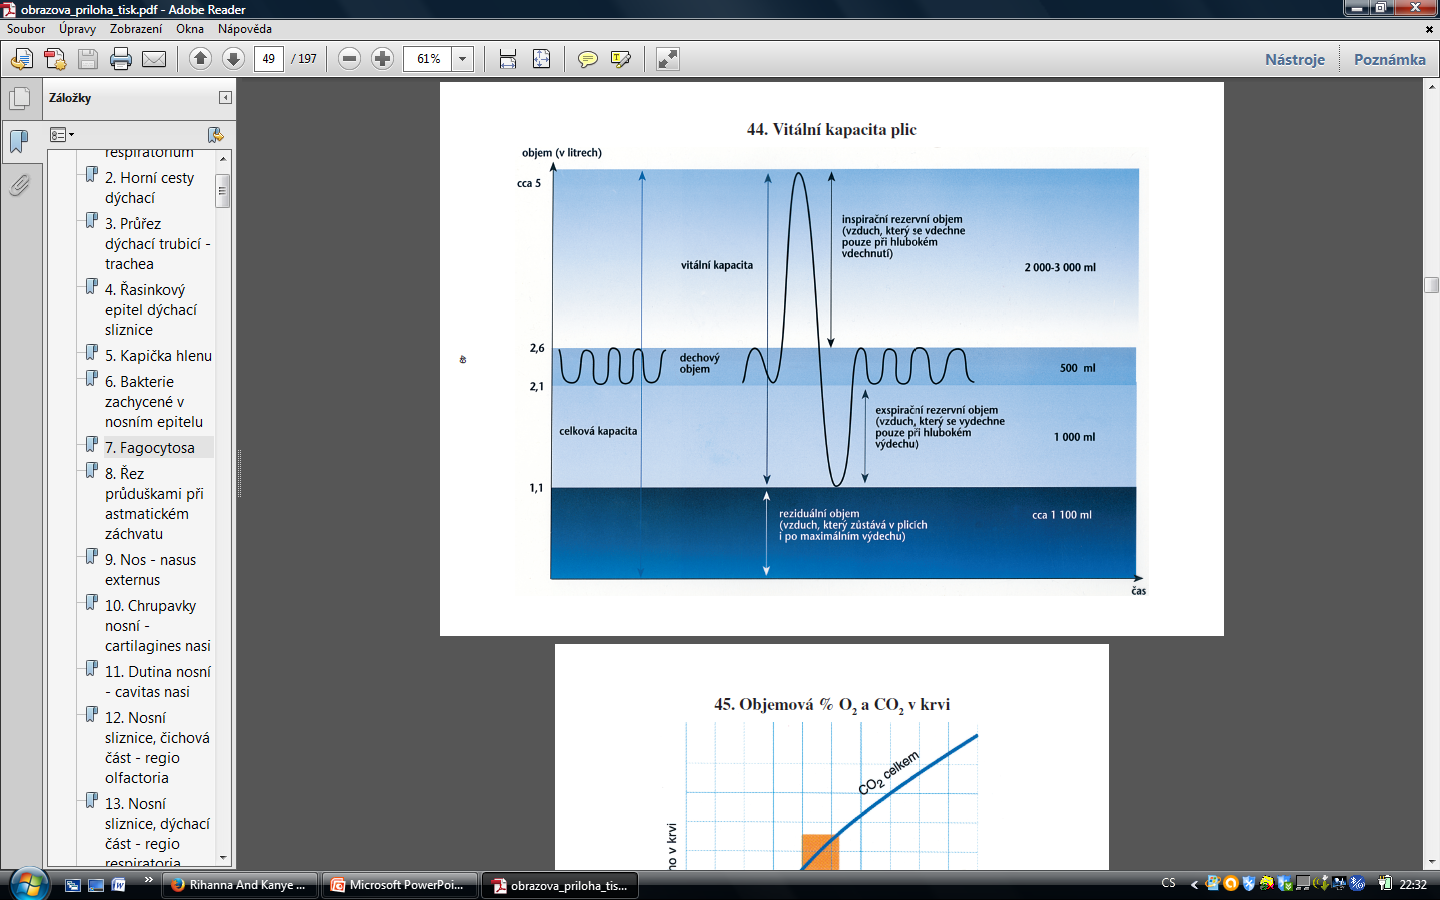 obrazova_priloha_tisk.pdf - Adobe Reader
Soubor Úpravy Zobrazení Okna Nápověda
49 / 197 61% Nástroje Poznámka
Záložky
respiratorium
2. Horní cesty
dýchací
3. Průřez
dýchací trubicí -
trachea
4. Řasinkový
epitel dýchací
sliznice
5. Kapička hlenu
6. Bakterie
zachycené v
nosním epitelu
7. Fagocytosa
8. Řez
průduškami při
astmatickém
záchvatu
9. Nos - nasus
externus
10. Chrupavky
nosní -
cartilagines nasi
11. Dutina nosní
- cavitas nasi
12. Nosní
sliznice, čichová
část - regio
olfactoria
13. Nosní
sliznice, dýchací
část - regio
respiratoria
44. Vitální kapacita plic
objem (v litrech)
cca 5
inspirační rezervní objem
(vzduch, který se vdechne
pouze při hlubokém
vdechnutí)
vitální kapacita
2 000-3 000 ml
2,6
dechový
objem
500 ml
2,1
exspirační rezervní objem
(vzduch, který se vydechne
pouze při hlubokém
výdechu)
celková kapacita
1 000 ml
1,1
reziduální objem
(vzduch, který zůstává v plicích
i po maximálním výdechu)
cca 1 100 ml
čas
45. Objemová % O2 a CO2 v krvi
CO2 celkem
no v krvi
Rihanna And Kanye ...
Microsoft PowerPoi...
obrazova_priloha_tis...
CS
22:32